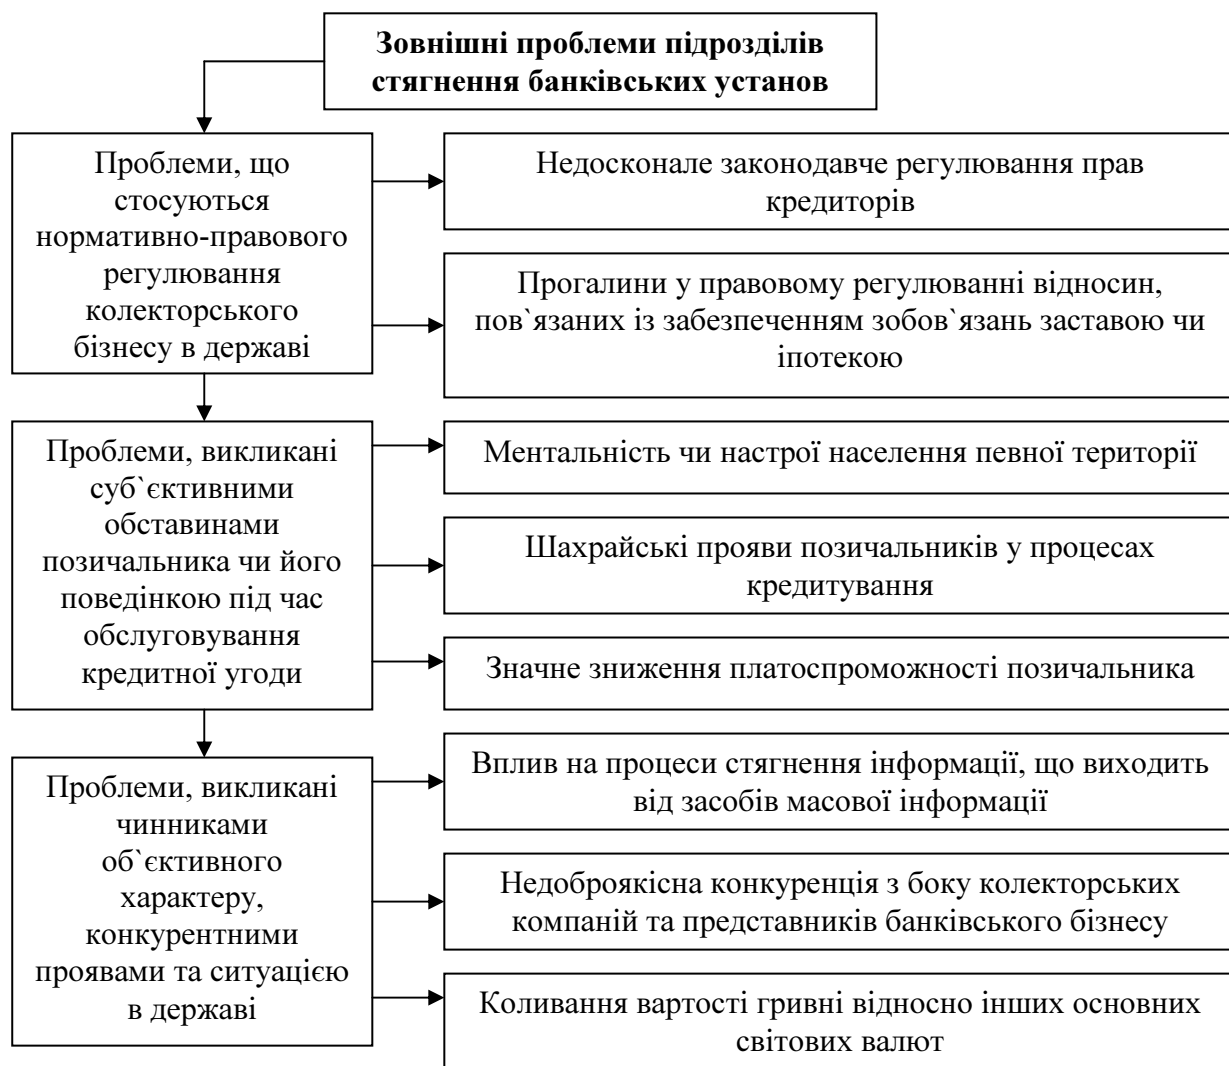 Зовнішні проблеми підрозділів
стягнення банківських установ
Проблеми, що
стосуються
нормативно-правового
регулювання
колекторського
бізнесу в державі
Недосконале законодавче регулювання прав
кредиторів
Прогалини у правовому регулюванні відносин,
пов`язаних із забезпеченням зобов`язань заставою чи
іпотекою
Проблеми, викликані
суб`єктивними
обставинами
позичальника чи його
поведінкою під час
обслуговування
кредитної угоди
Ментальність чи настрої населення певної території
Шахрайські прояви позичальників у процесах
кредитування
Значне зниження платоспроможності позичальника
Проблеми, викликані
чинниками
об`єктивного
характеру,
конкурентними
проявами та ситуацією
в державі
Вплив на процеси стягнення інформації, що виходить
від засобів масової інформації
Недоброякісна конкуренція з боку колекторських
компаній та представників банківського бізнесу
Коливання вартості гривні відносно інших основних
світових валют